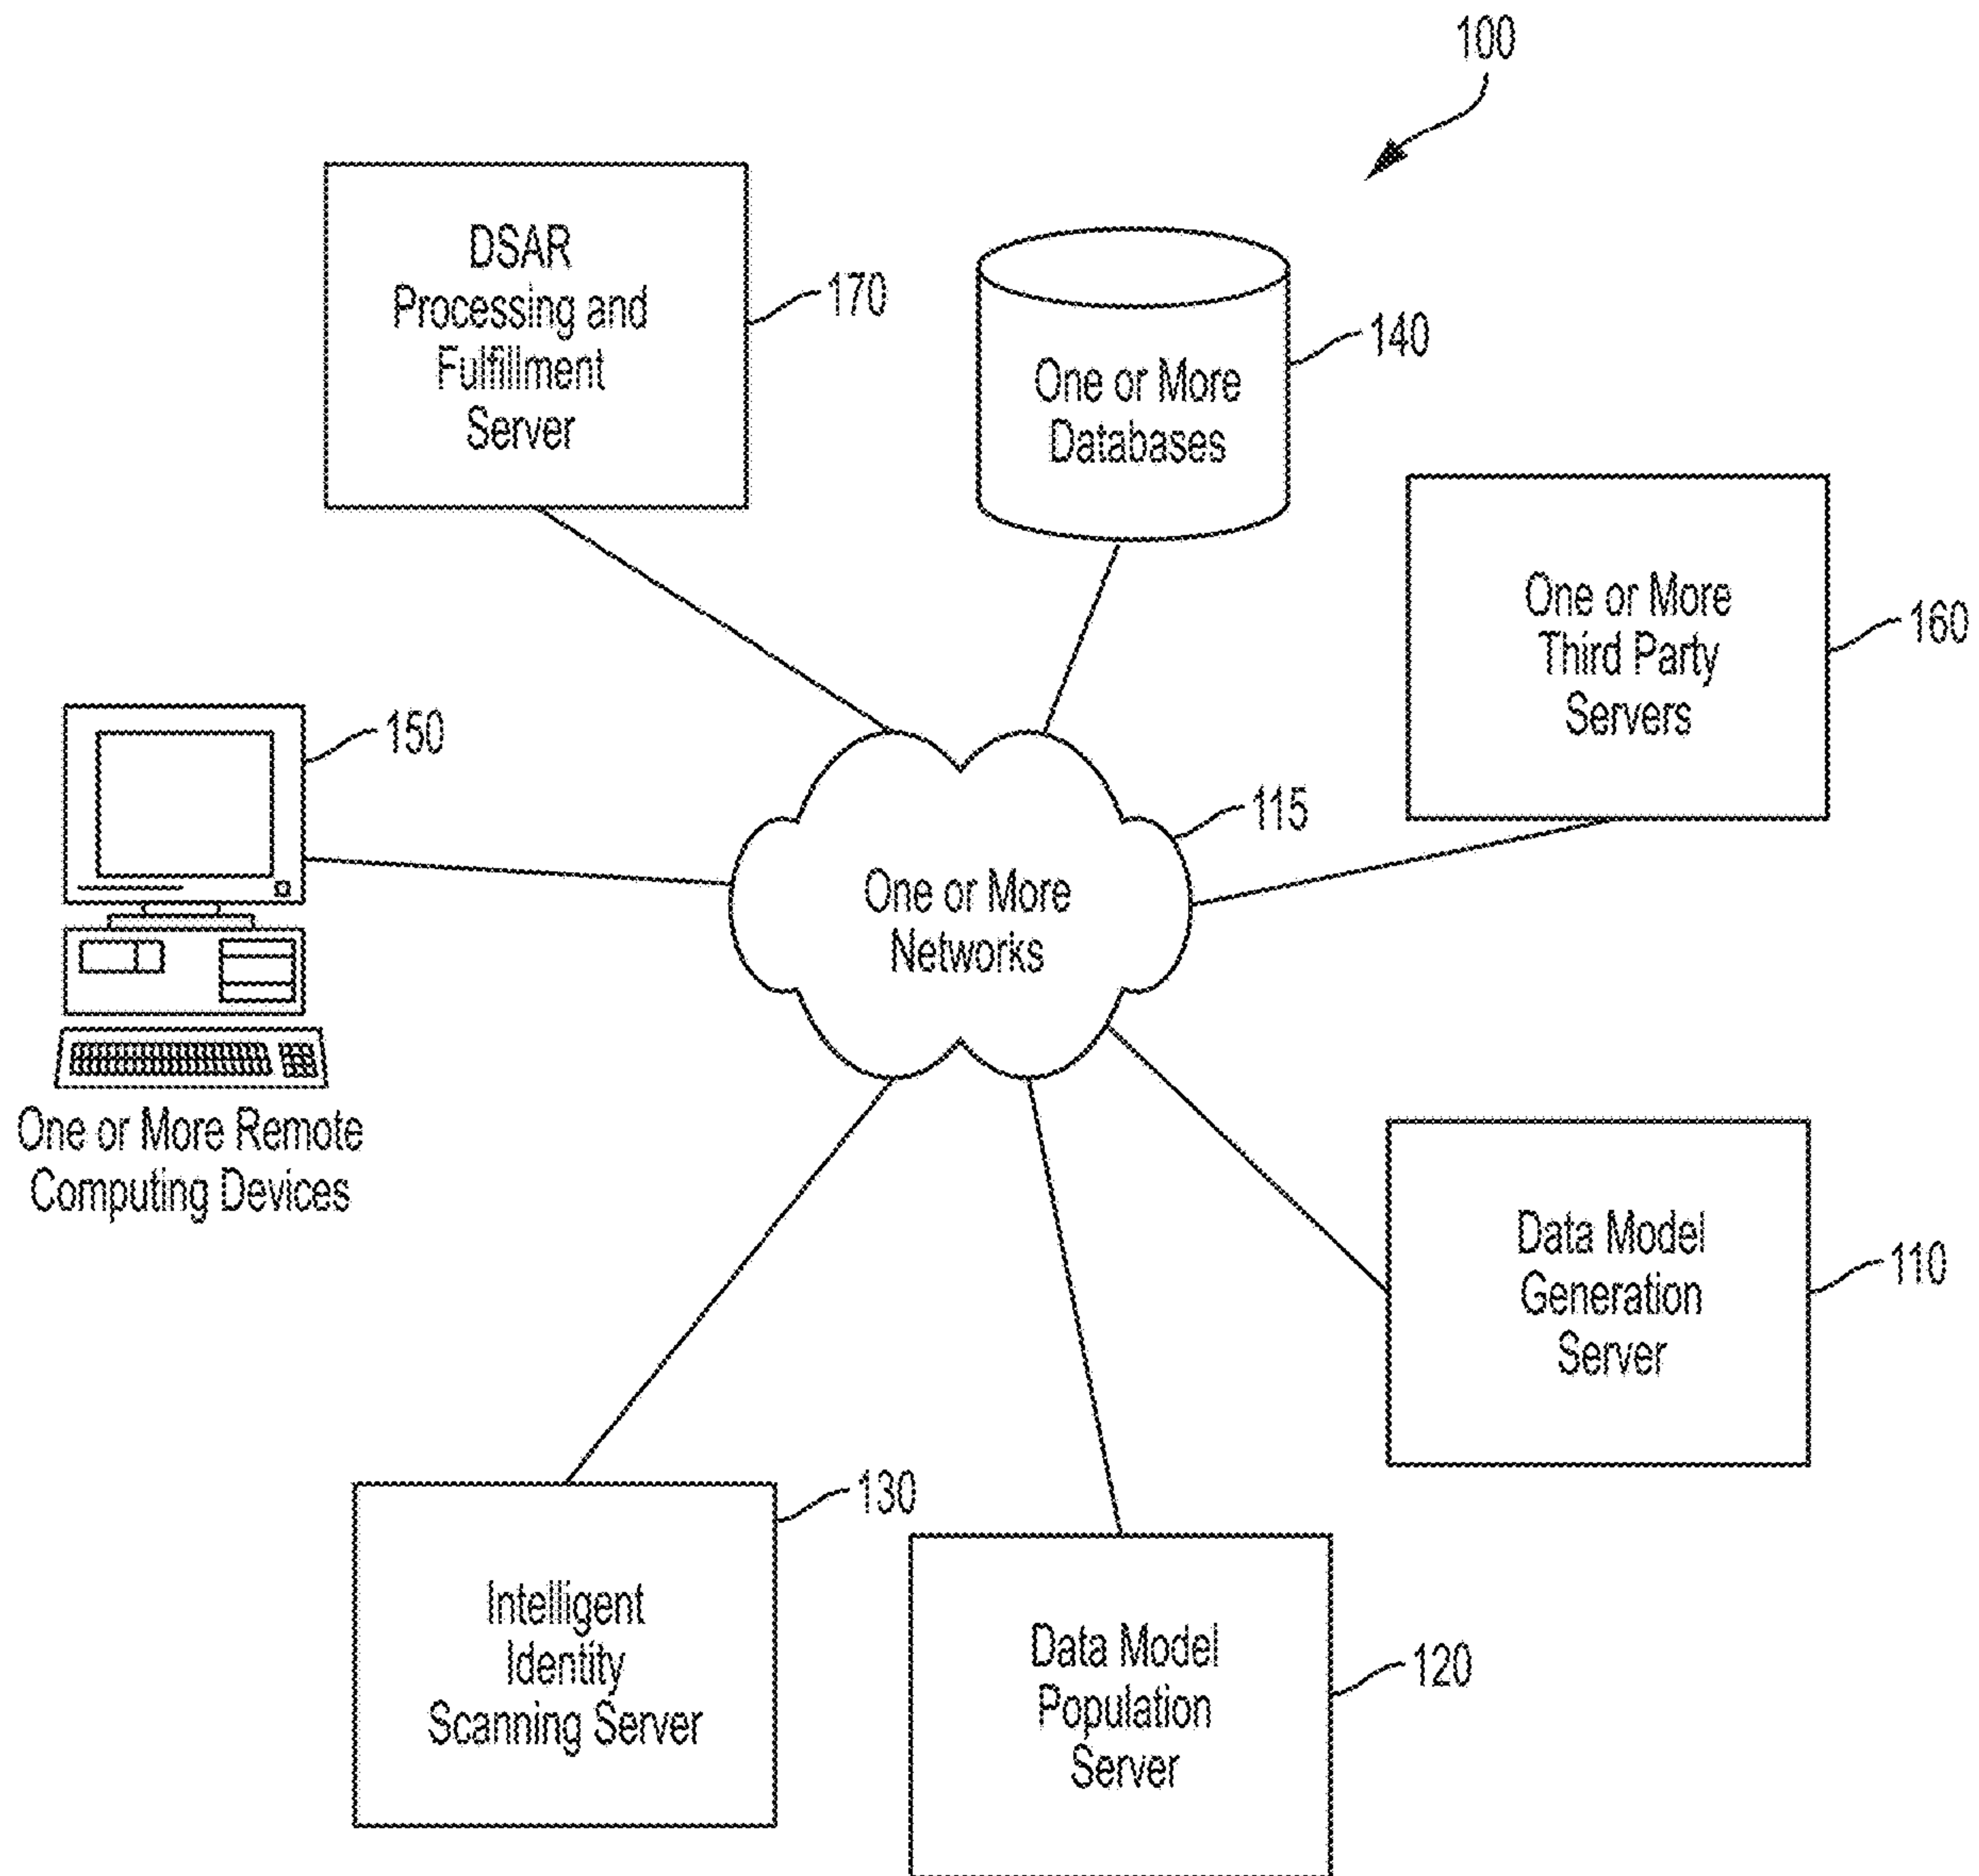 100
DSAR
Processing and
Fulfillment
Server
170
One or More
Databases
140
One or More
Third Party
Servers
160
150
One or More Remote
Computing Devices
One or More
Networks
115
Data Model
Generation
Server
110
Intelligent
Identity
Scanning Server
130
Data Model
Population
Server
120